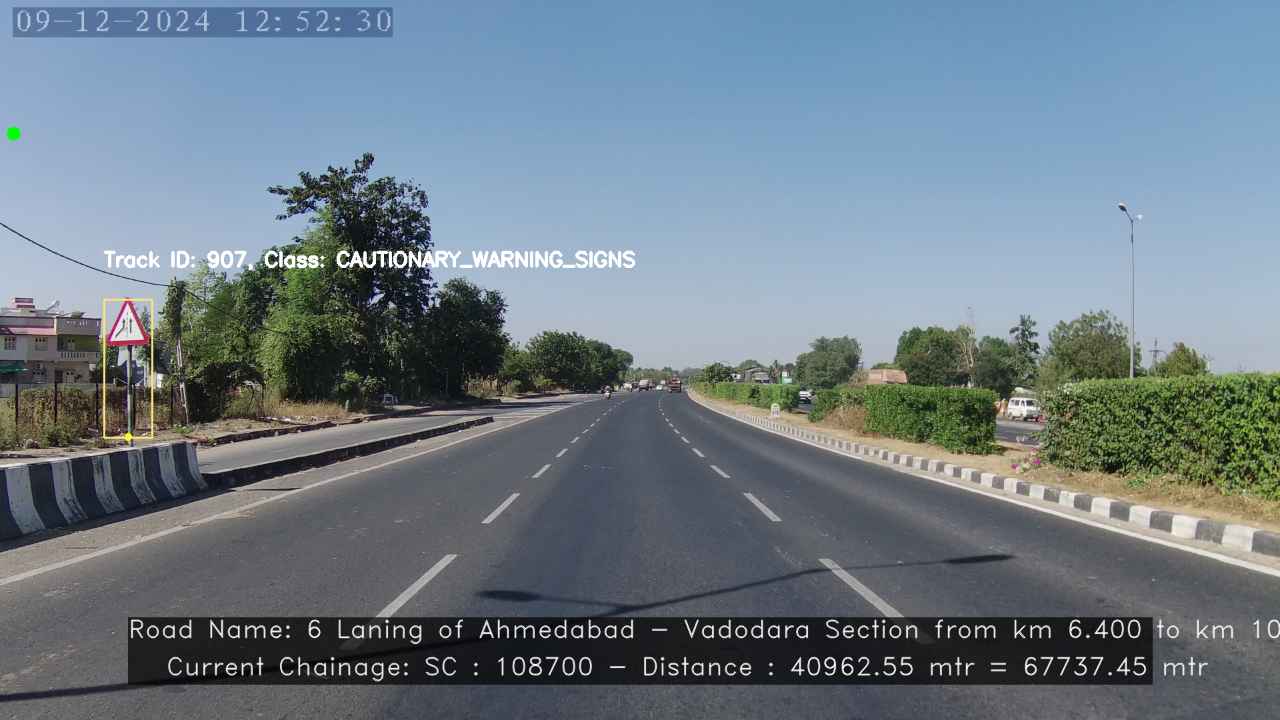 09-12-2024 12:52:30
Track ID: 907, Class: CAUTIONARY_WARNING_SIGNS
Road Name: 6 Laning of Ahmedabad - Vadodara Section from km 6.400 to km 10
Current Chainage: SC : 108700 - Distance : 40962.55 mtr = 67737.45 mtr